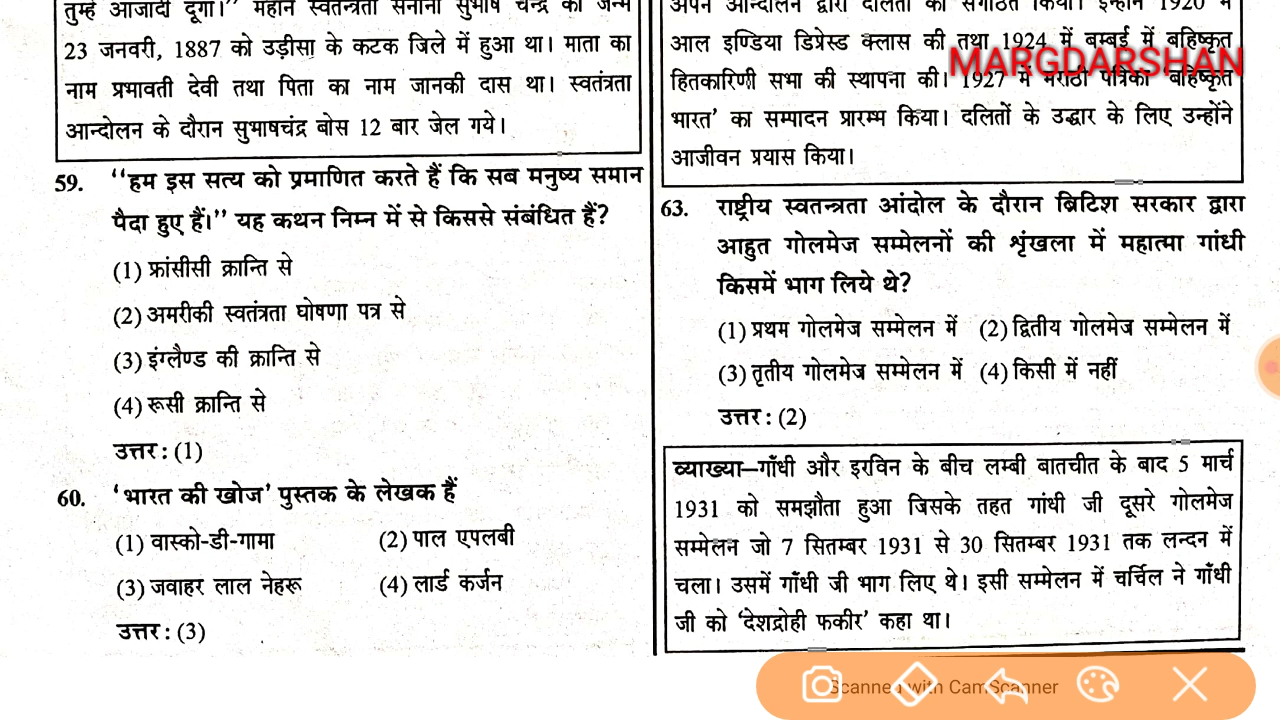 तुम्हें आजादी दूँगा।’’ महान स्वतन्त्रता सेनानी सुभाष चन्द्र का जन्म
23 जनवरी, 1887 को उड़ीसा के कटक जिले में हुआ था। माता का
नाम प्रभावती देवी तथा पिता का नाम जानकी दास था। स्वतंत्रता
आन्दोलन के दौरान सुभाषचंद्र बोस 12 बार जेल गये।
59. ‘‘हम इस सत्य को प्रमाणित करते हैं कि सब मनुष्य समान
पैदा हुए हैं।’’ यह कथन निम्न में से किससे संबंधित हैं?
(1) फ्रांसीसी क्रान्ति से
(2) अमरीकी स्वतंत्रता घोषणा पत्र से
(3) इंग्लैण्ड की क्रान्ति से
(4) रूसी क्रान्ति से
उत्तर : (1)
60. ‘भारत की खोज’ पुस्तक के लेखक हैं
(1) वास्को-डी-गामा (2) पाल एपलबी
(3) जवाहर लाल नेहरू (4) लार्ड कर्जन
उत्तर : (3)
अपने आन्दोलन द्वारा दलितों को संगठित किया। इन्होंने 1920 में
आल इण्डिया डिप्रेस्ड क्लास की तथा 1924 में बम्बई में बहिष्कृत
MARGDARSHAN
हितकारिणी सभा की स्थापना की। 1927 में मराठी पत्रिका ‘बहिष्कृत
भारत’ का सम्पादन प्रारम्भ किया। दलितों के उद्धार के लिए उन्होंने
आजीवन प्रयास किया।
63. राष्ट्रीय स्वतन्त्रता आंदोल के दौरान ब्रिटिश सरकार द्वारा
आहुत गोलमेज सम्मेलनों की शृंखला में महात्मा गांधी
किसमें भाग लिये थे?
(1) प्रथम गोलमेज सम्मेलन में (2) द्वितीय गोलमेज सम्मेलन में
(3) तृतीय गोलमेज सम्मेलन में (4) किसी में नहीं
उत्तर : (2)
व्याख्या–गाँधी और इरविन के बीच लम्बी बातचीत के बाद 5 मार्च
1931 को समझौता हुआ जिसके तहत गांधी जी दूसरे गोलमेज
सम्मेलन जो 7 सितम्बर 1931 से 30 सितम्बर 1931 तक लन्दन में
चला। उसमें गाँधी जी भाग लिए थे। इसी सम्मेलन में चर्चिल ने गाँधी
जी को ‘देशद्रोही फकीर’ कहा था।
Scanned with CamScanner